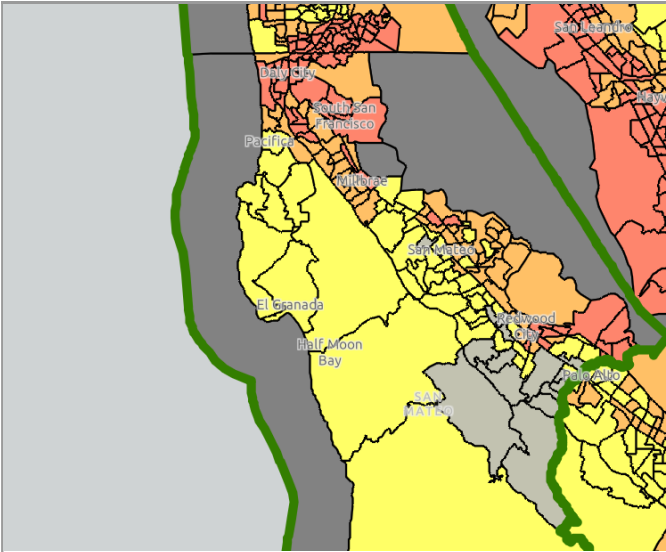 San Leandro
Daly City
Hayw
South San
Francisco
Pacifica
Millbrae
San Mateo
El Granada
Redwood
City
Half Moon
Bay
Palo Alto
SAN
MATEO